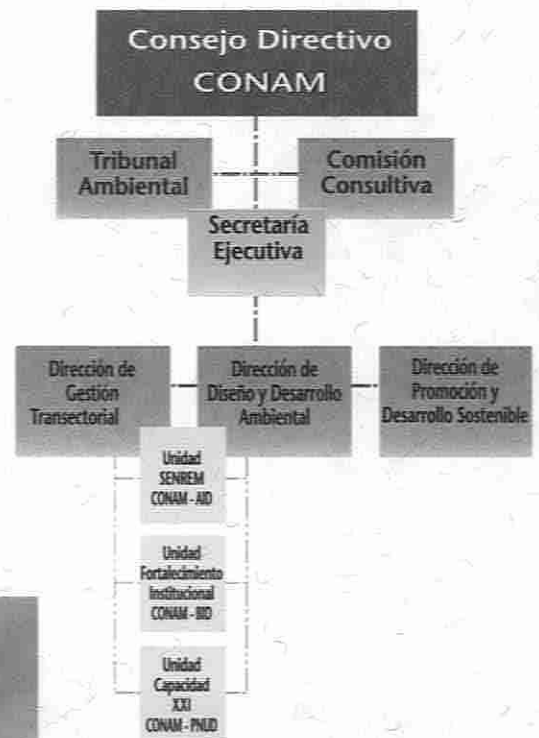 Consejo Directivo
CONAM
Tribunal
Ambiental
Comisión
Consultiva
Secretaría
Ejecutiva
Dirección de
Gestión
Transectorial
Dirección de
Diseño y Desarrollo
Ambiental
Dirección de
Promoción y
Desarrollo Sostenible
Unidad
SENREM
CONAM - AID
Unidad
Fortalecimiento
Institucional
CONAM - BID
Unidad
Capacidad
XXI
CONAM - PNUD